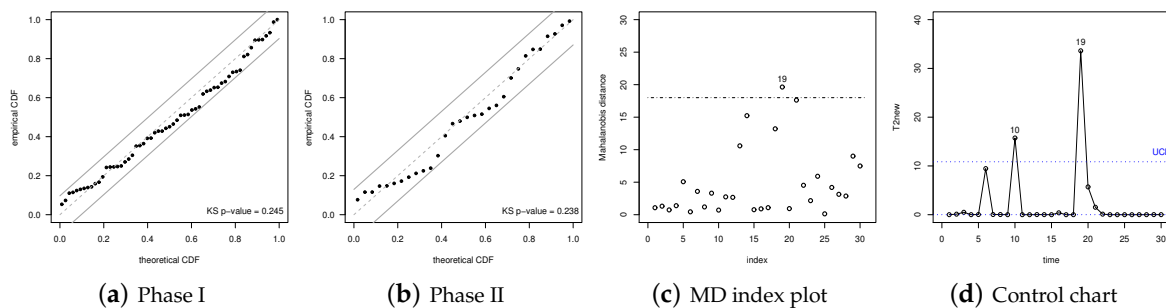 empirical CDF
1.0
0.8
0.6
0.4
0.2
0.0
KS p-value = 0.245
0.0 0.2 0.4 0.6 0.8 1.0
theoretical CDF
(a) Phase I
empirical CDF
1.0
0.8
0.6
0.4
0.2
0.0
KS p-value = 0.238
0.0 0.2 0.4 0.6 0.8 1.0
theoretical CDF
(b) Phase II
Mahalanobis distance
30
25
20
15
10
5
0
19
0 5 10 15 20 25 30
index
(c) MD index plot
T2new
40
30
20
10
0
19
10
UCL
0 5 10 15 20 25 30
time
(d) Control chart